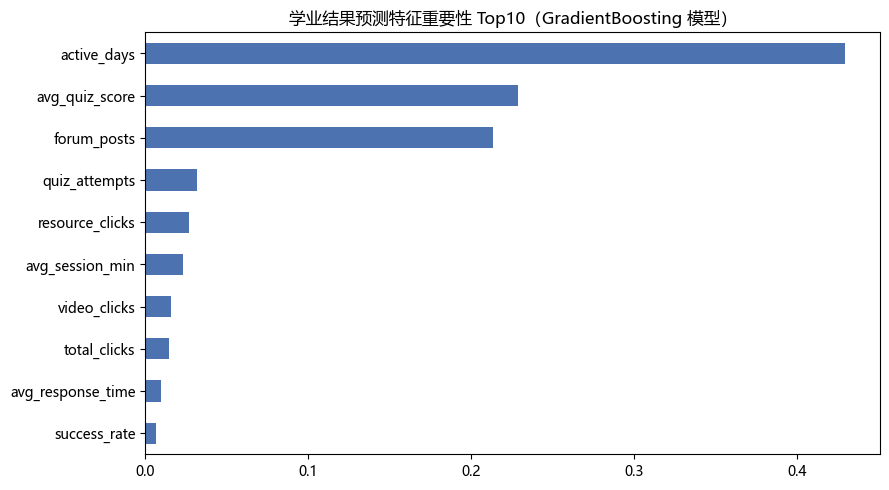 学业结果预测特征重要性 Top10（GradientBoosting 模型）
active_days
avg_quiz_score
forum_posts
quiz_attempts
resource_clicks
avg_session_min
video_clicks
total_clicks
avg_response_time
success_rate
0.0 0.1 0.2 0.3 0.4